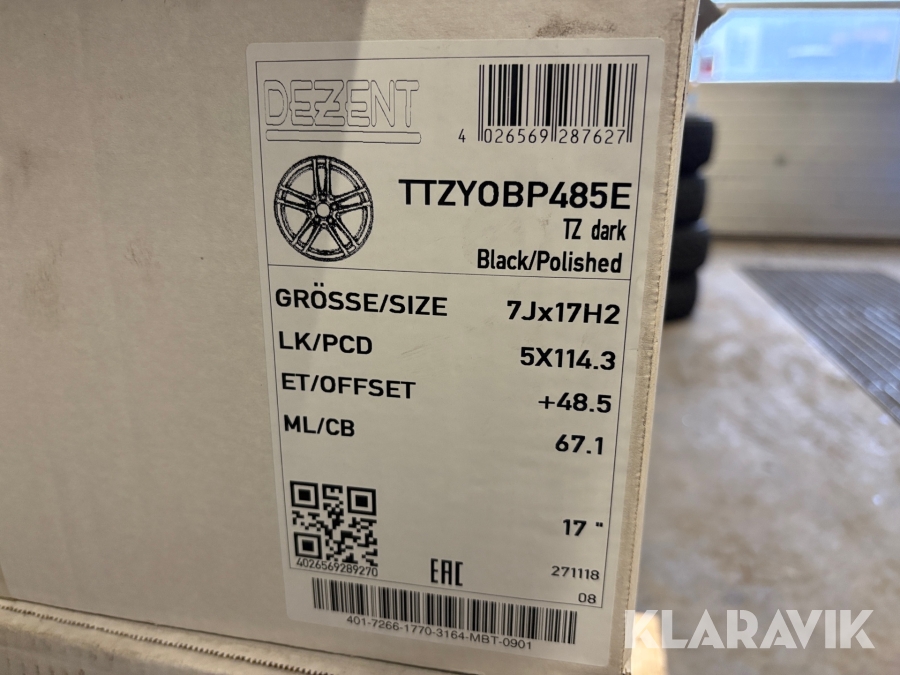 DEZENT
4 026569 287627
TTZYOBP485E
TZ dark
Black/Polished
GRÖSSE/SIZE 7Jx17H2
LK/PCD 5X114.3
ET/OFFSET +48.5
ML/CB 67.1
17 "
4026569289270
EAC
271118
08
401-7266-1770-3164-MBT-0901
KLARAVIK